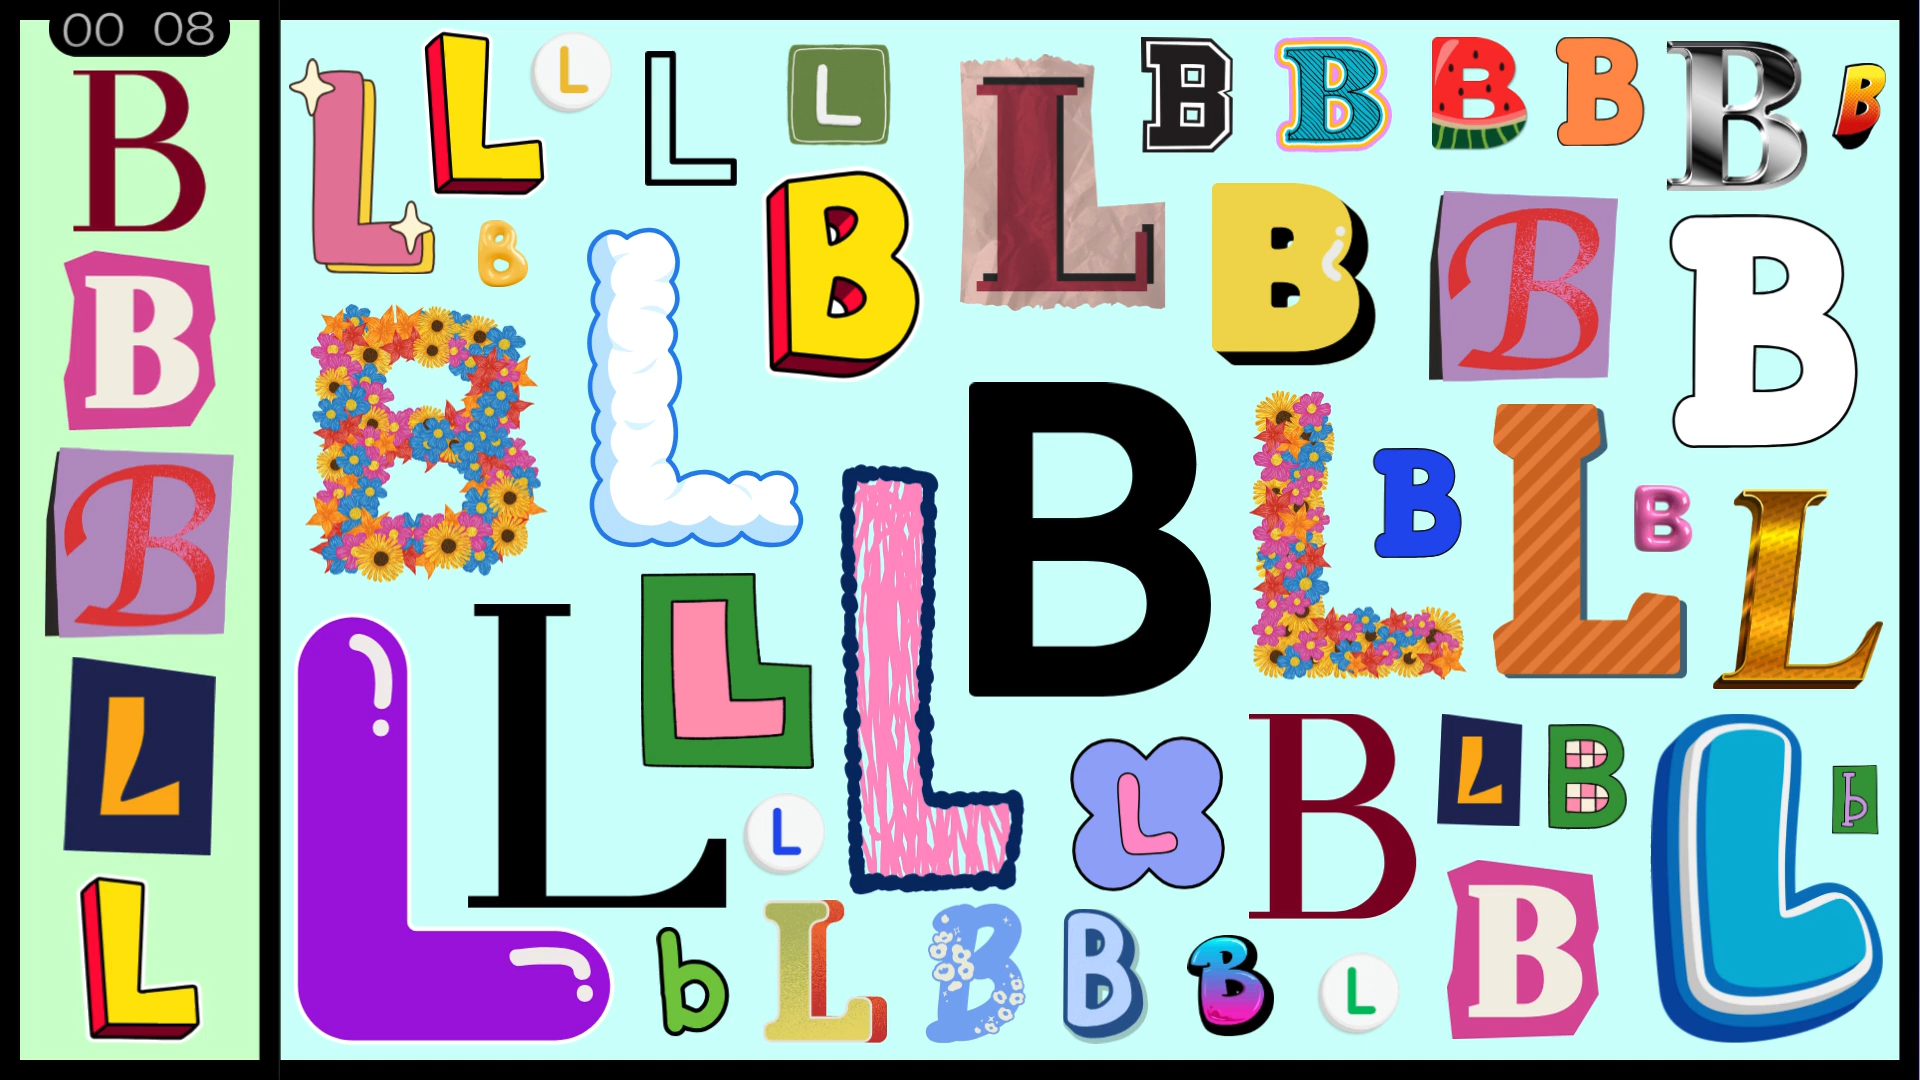 00 08
B
B
B
L
L
L L L L L L B B B B B B
B L B B B B
B B L B L B
L L L L B L
L L B L B L b
b L B B B L B